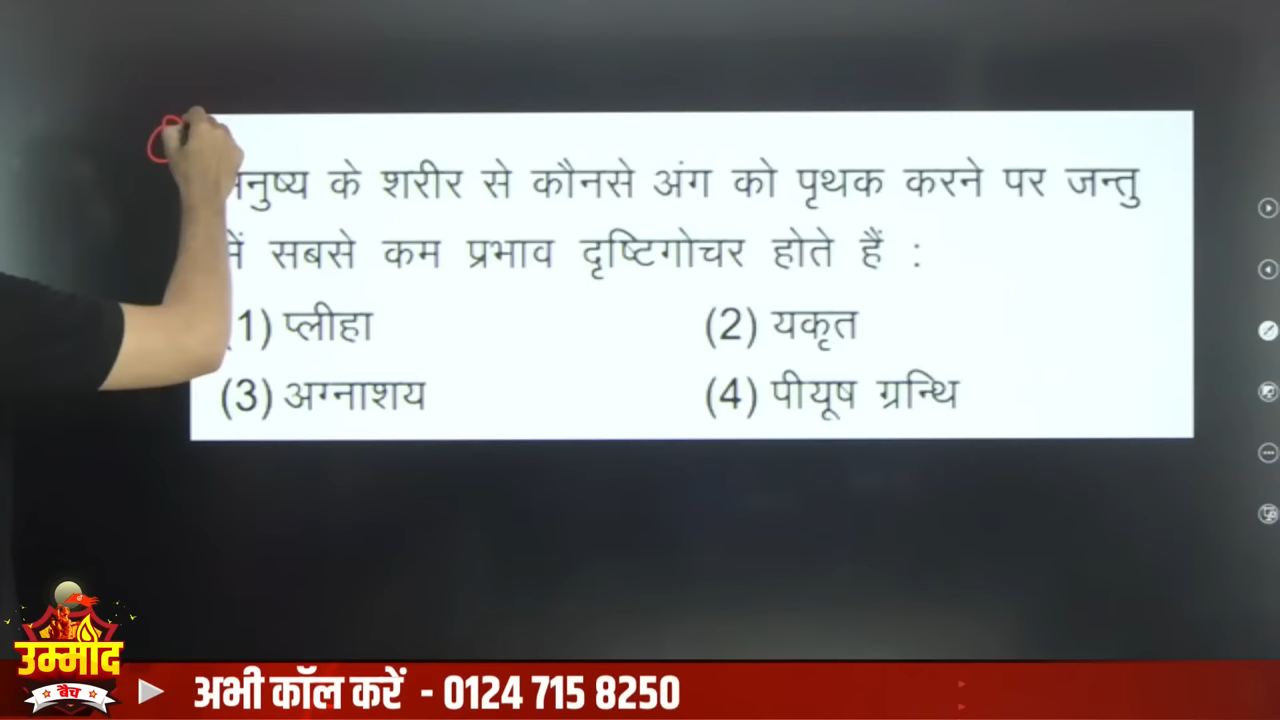 के शरीर से कौनसे अंग को पृथक करने पर जन्तु
में सबसे कम प्रभाव दृष्टिगोचर होते हैं :
(1) प्लीहा (2) यकृत
(3) अग्नाशय (4) पीयूष ग्रन्थि
उम्मीद
बैच
अभी कॉल करें - 0124 715 8250